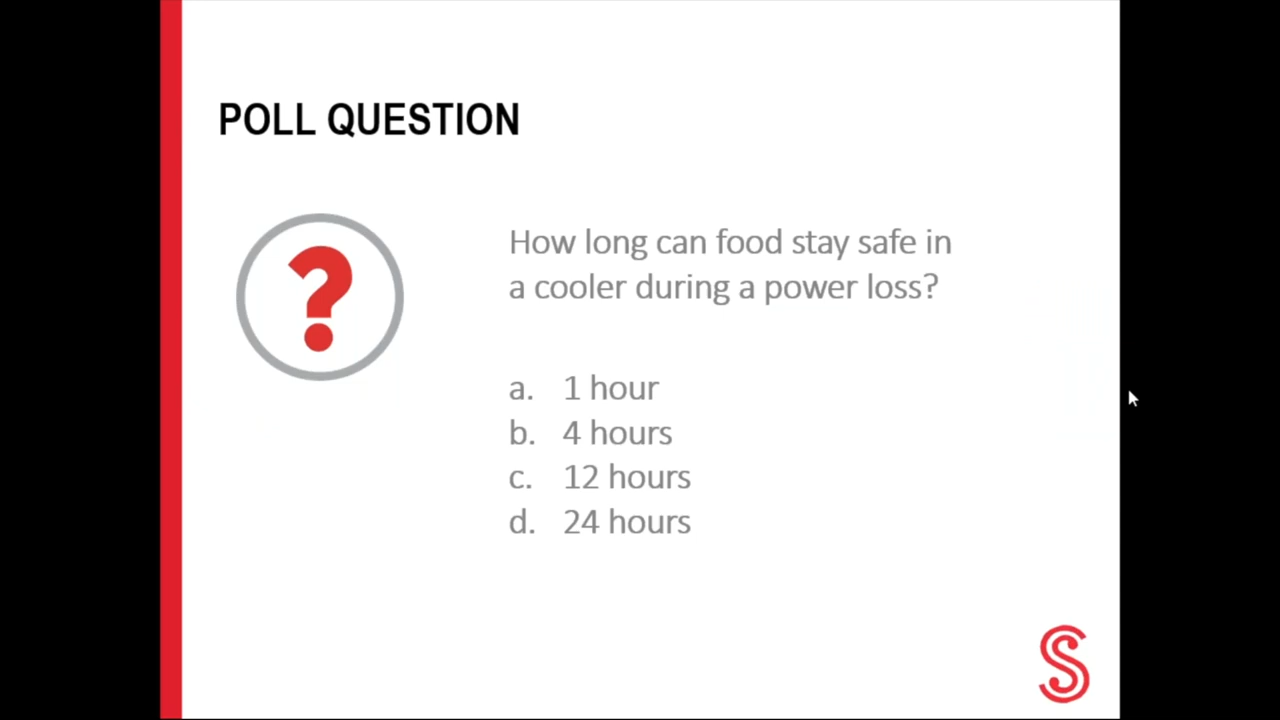 POLL QUESTION
?
How long can food stay safe in
a cooler during a power loss?
a. 1 hour
b. 4 hours
c. 12 hours
d. 24 hours
S